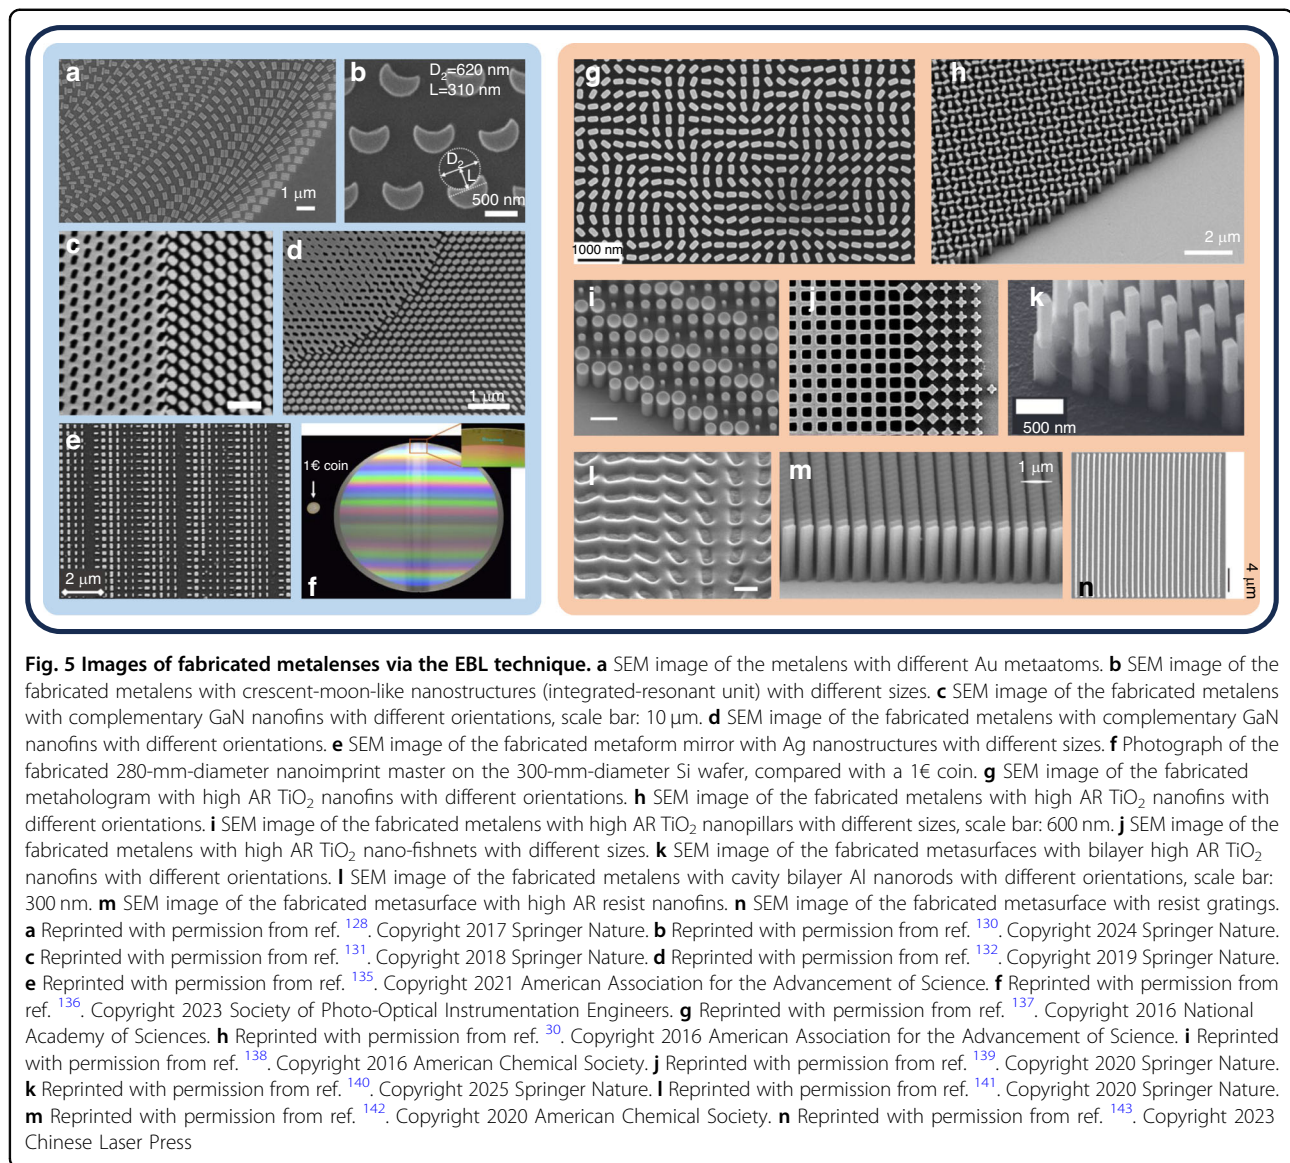 a
1 μm
b
D₂=620 nm
L=310 nm
D₂
L
500 nm
c
d
1 μm
e
2 μm
1€ coin
f
g
1000 nm
h
2 μm
i
j
k
500 nm
l
m
1 μm
n
4 μm
Fig. 5 Images of fabricated metalenses via the EBL technique. a SEM image of the metalens with different Au metaatoms. b SEM image of the
fabricated metalens with crescent-moon-like nanostructures (integrated-resonant unit) with different sizes. c SEM image of the fabricated metalens
with complementary GaN nanofins with different orientations, scale bar: 10 μm. d SEM image of the fabricated metalens with complementary GaN
nanofins with different orientations. e SEM image of the fabricated metaform mirror with Ag nanostructures with different sizes. f Photograph of the
fabricated 280-mm-diameter nanoimprint master on the 300-mm-diameter Si wafer, compared with a 1€ coin. g SEM image of the fabricated
metahologram with high AR TiO₂ nanofins with different orientations. h SEM image of the fabricated metalens with high AR TiO₂ nanofins with
different orientations. i SEM image of the fabricated metalens with high AR TiO₂ nanopillars with different sizes, scale bar: 600 nm. j SEM image of the
fabricated metalens with high AR TiO₂ nano-fishnets with different sizes. k SEM image of the fabricated metasurfaces with bilayer high AR TiO₂
nanofins with different orientations. l SEM image of the fabricated metalens with cavity bilayer Al nanorods with different orientations, scale bar:
300 nm. m SEM image of the fabricated metasurface with high AR resist nanofins. n SEM image of the fabricated metasurface with resist gratings.
a Reprinted with permission from ref. 128. Copyright 2017 Springer Nature. b Reprinted with permission from ref. 130. Copyright 2024 Springer Nature.
c Reprinted with permission from ref. 131. Copyright 2018 Springer Nature. d Reprinted with permission from ref. 132. Copyright 2019 Springer Nature.
e Reprinted with permission from ref. 135. Copyright 2021 American Association for the Advancement of Science. f Reprinted with permission from
ref. 136. Copyright 2023 Society of Photo-Optical Instrumentation Engineers. g Reprinted with permission from ref. 137. Copyright 2016 National
Academy of Sciences. h Reprinted with permission from ref. 30. Copyright 2016 American Association for the Advancement of Science. i Reprinted
with permission from ref. 138. Copyright 2016 American Chemical Society. j Reprinted with permission from ref. 139. Copyright 2020 Springer Nature.
k Reprinted with permission from ref. 140. Copyright 2025 Springer Nature. l Reprinted with permission from ref. 141. Copyright 2020 Springer Nature.
m Reprinted with permission from ref. 142. Copyright 2020 American Chemical Society. n Reprinted with permission from ref. 143. Copyright 2023
Chinese Laser Press